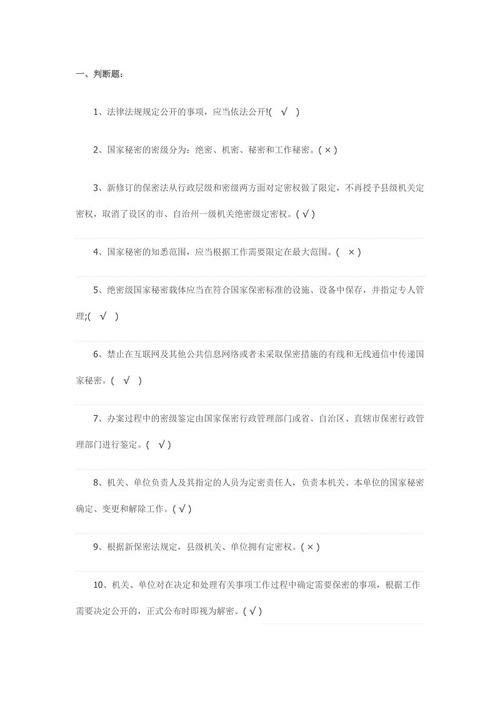 一、判断题：
1、法律法规规定公开的事项，应当依法公开!( √ )
2、国家秘密的密级分为：绝密、机密、秘密和工作秘密。( × )
3、新修订的保密法从行政层级和密级两方面对定密权做了限定，不再授予县级机关定
密权，取消了设区的市、自治州一级机关绝密级定密权。( √ )
4、国家秘密的知悉范围，应当根据工作需要限定在最大范围。( × )
5、绝密级国家秘密载体应当在符合国家保密标准的设施、设备中保存，并指定专人管
理;( √ )
6、禁止在互联网及其他公共信息网络或者未采取保密措施的有线和无线通信中传递国
家秘密。( √ )
7、办案过程中的密级鉴定由国家保密行政管理部门或省、自治区、直辖市保密行政管
理部门进行鉴定。( √ )
8、机关、单位负责人及其指定的人员为定密责任人，负责本机关、本单位的国家秘密
确定、变更和解除工作。( √ )
9、根据新保密法规定，县级机关、单位拥有定密权。( × )
10、机关、单位对在决定和处理有关事项工作过程中确定需要保密的事项，根据工作
需要决定公开的，正式公布时即视为解密。( √ )